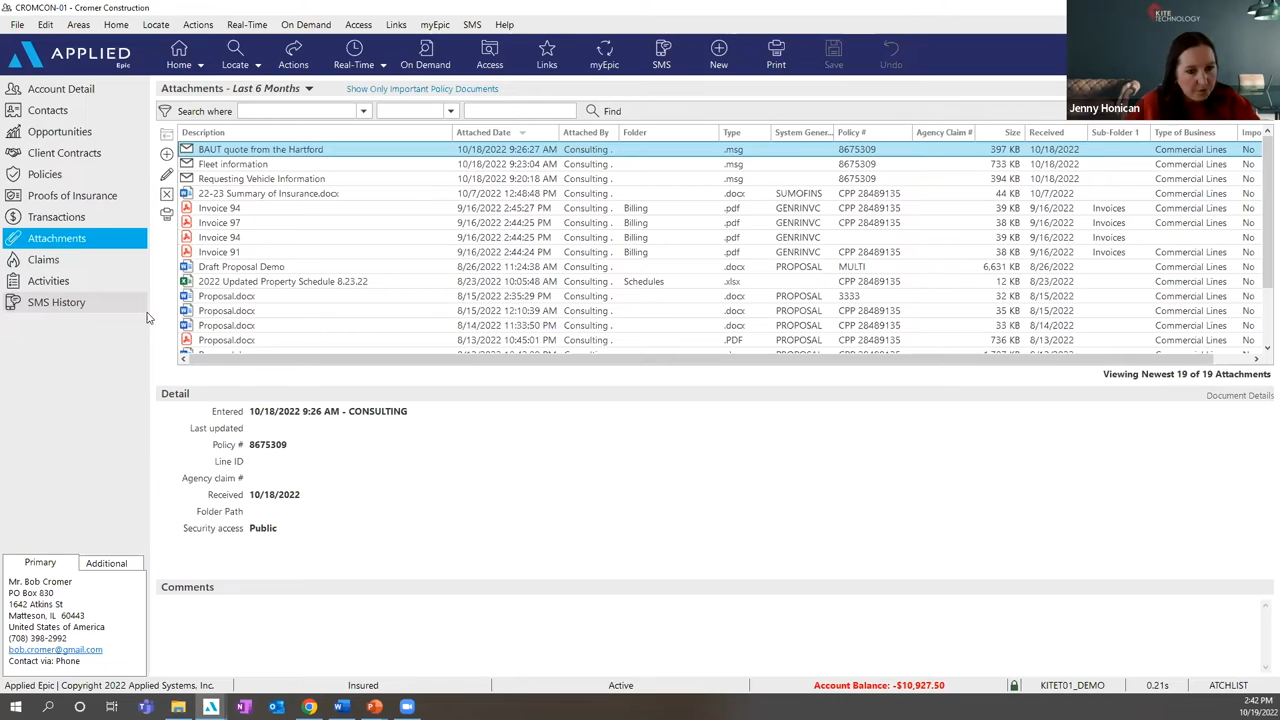 CROMCON-01 - Cromer Construction
File Edit Areas Home Locate Actions Real-Time On Demand Access Links myEpic SMS Help
KITE TECHNOLOGY
APPLIED Epic
Home Locate Actions Real-Time On Demand Access Links myEpic SMS New Print Save Undo
Jenny Honican
Account Detail
Contacts
Opportunities
Client Contracts
Policies
Proofs of Insurance
Transactions
Attachments
Claims
Activities
SMS History
Attachments - Last 6 Months Show Only Important Policy Documents
Search where Find
Description Attached Date Attached By Folder Type System Gener... Policy # Agency Claim # Size Received Sub-Folder 1 Type of Business Impo
BAUT quote from the Hartford 10/18/2022 9:26:27 AM Consulting . .msg 8675309 397 KB 10/18/2022 Commercial Lines No
Fleet information 10/18/2022 9:23:04 AM Consulting . .msg 8675309 733 KB 10/18/2022 Commercial Lines No
Requesting Vehicle Information 10/18/2022 9:20:18 AM Consulting . .msg 8675309 394 KB 10/18/2022 Commercial Lines No
22-23 Summary of Insurance.docx 10/7/2022 12:48:48 PM Consulting . .docx SUMOFINS CPP 28489135 44 KB 10/7/2022 Commercial Lines No
Invoice 94 9/16/2022 2:45:27 PM Consulting . Billing .pdf GENRINVC CPP 28489135 39 KB 9/16/2022 Invoices Commercial Lines No
Invoice 97 9/16/2022 2:44:25 PM Consulting . Billing .pdf GENRINVC CPP 28489135 38 KB 9/16/2022 Invoices Commercial Lines No
Invoice 94 9/16/2022 2:44:25 PM Consulting . Billing .pdf GENRINVC 39 KB 9/16/2022 Invoices Commercial Lines No
Invoice 91 9/16/2022 2:44:24 PM Consulting . Billing .pdf GENRINVC CPP 28489135 38 KB 9/16/2022 Invoices Commercial Lines No
Draft Proposal Demo 8/26/2022 11:24:38 AM Consulting . .docx PROPOSAL MULTI 6,631 KB 8/26/2022 Commercial Lines No
2022 Updated Property Schedule 8.23.22 8/23/2022 10:05:48 AM Consulting . Schedules .xlsx CPP 28489135 12 KB 8/23/2022 Commercial Lines No
Proposal.docx 8/15/2022 2:35:29 PM Consulting . .docx PROPOSAL 3333 32 KB 8/15/2022 Commercial Lines No
Proposal.docx 8/15/2022 12:10:39 AM Consulting . .docx PROPOSAL CPP 28489135 35 KB 8/15/2022 Commercial Lines No
Proposal.docx 8/14/2022 11:33:50 PM Consulting . .docx PROPOSAL CPP 28489135 33 KB 8/14/2022 Commercial Lines No
Proposal.docx 8/13/2022 10:45:01 PM Consulting . .PDF PROPOSAL CPP 28489135 736 KB 8/13/2022 Commercial Lines No
Viewing Newest 19 of 19 Attachments
Detail Document Details
Entered 10/18/2022 9:26 AM - CONSULTING
Last updated
Policy # 8675309
Line ID
Agency claim #
Received 10/18/2022
Folder Path
Security access Public
Comments
Primary Additional
Mr. Bob Cromer
PO Box 830
1642 Atkins St
Matteson, IL 60443
United States of America
(708) 398-2992
bob.cromer@gmail.com
Contact via: Phone
Applied Epic | Copyright 2022 Applied Systems, Inc. Insured Active Account Balance: -$10,927.50 KITET01_DEMO 0.21s ATCHLIST
2:42 PM
10/19/2022